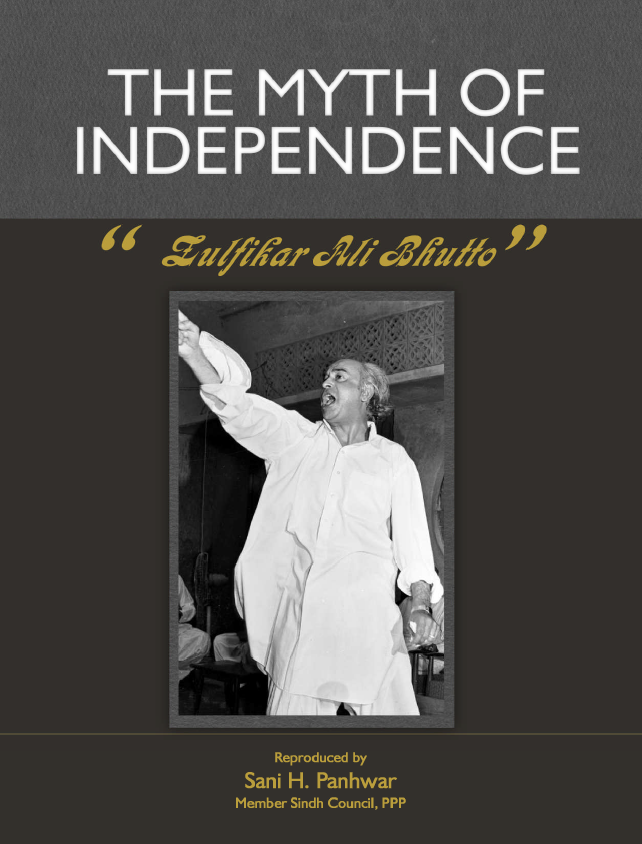 THE MYTH OF
INDEPENDENCE
“ Zulfikar Ali Bhutto ”
Reproduced by
Sani H. Panhwar
Member Sindh Council, PPP